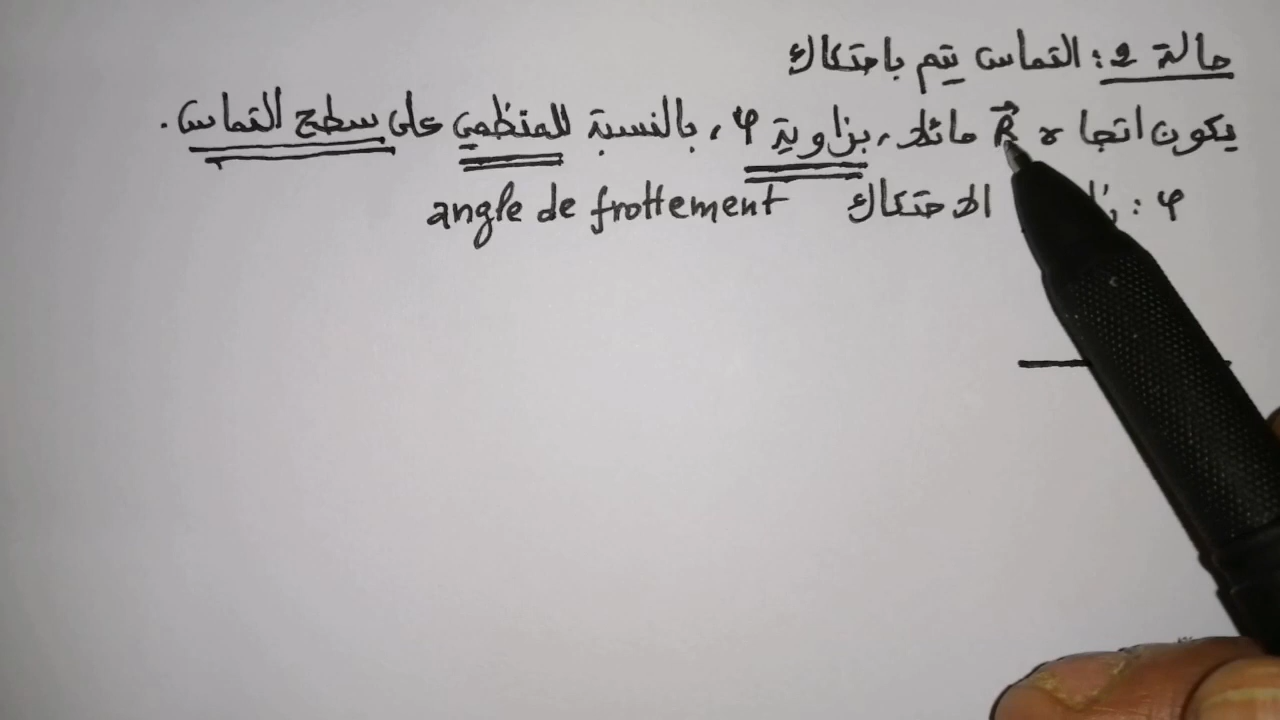 حالة 2: التماس يتم باحتكاك
يكون اتجاه R⃗ مائلا، بزاوية φ، بالنسبة للمنظمي على سطح التماس.
φ: الاحتكاك angle de frottement